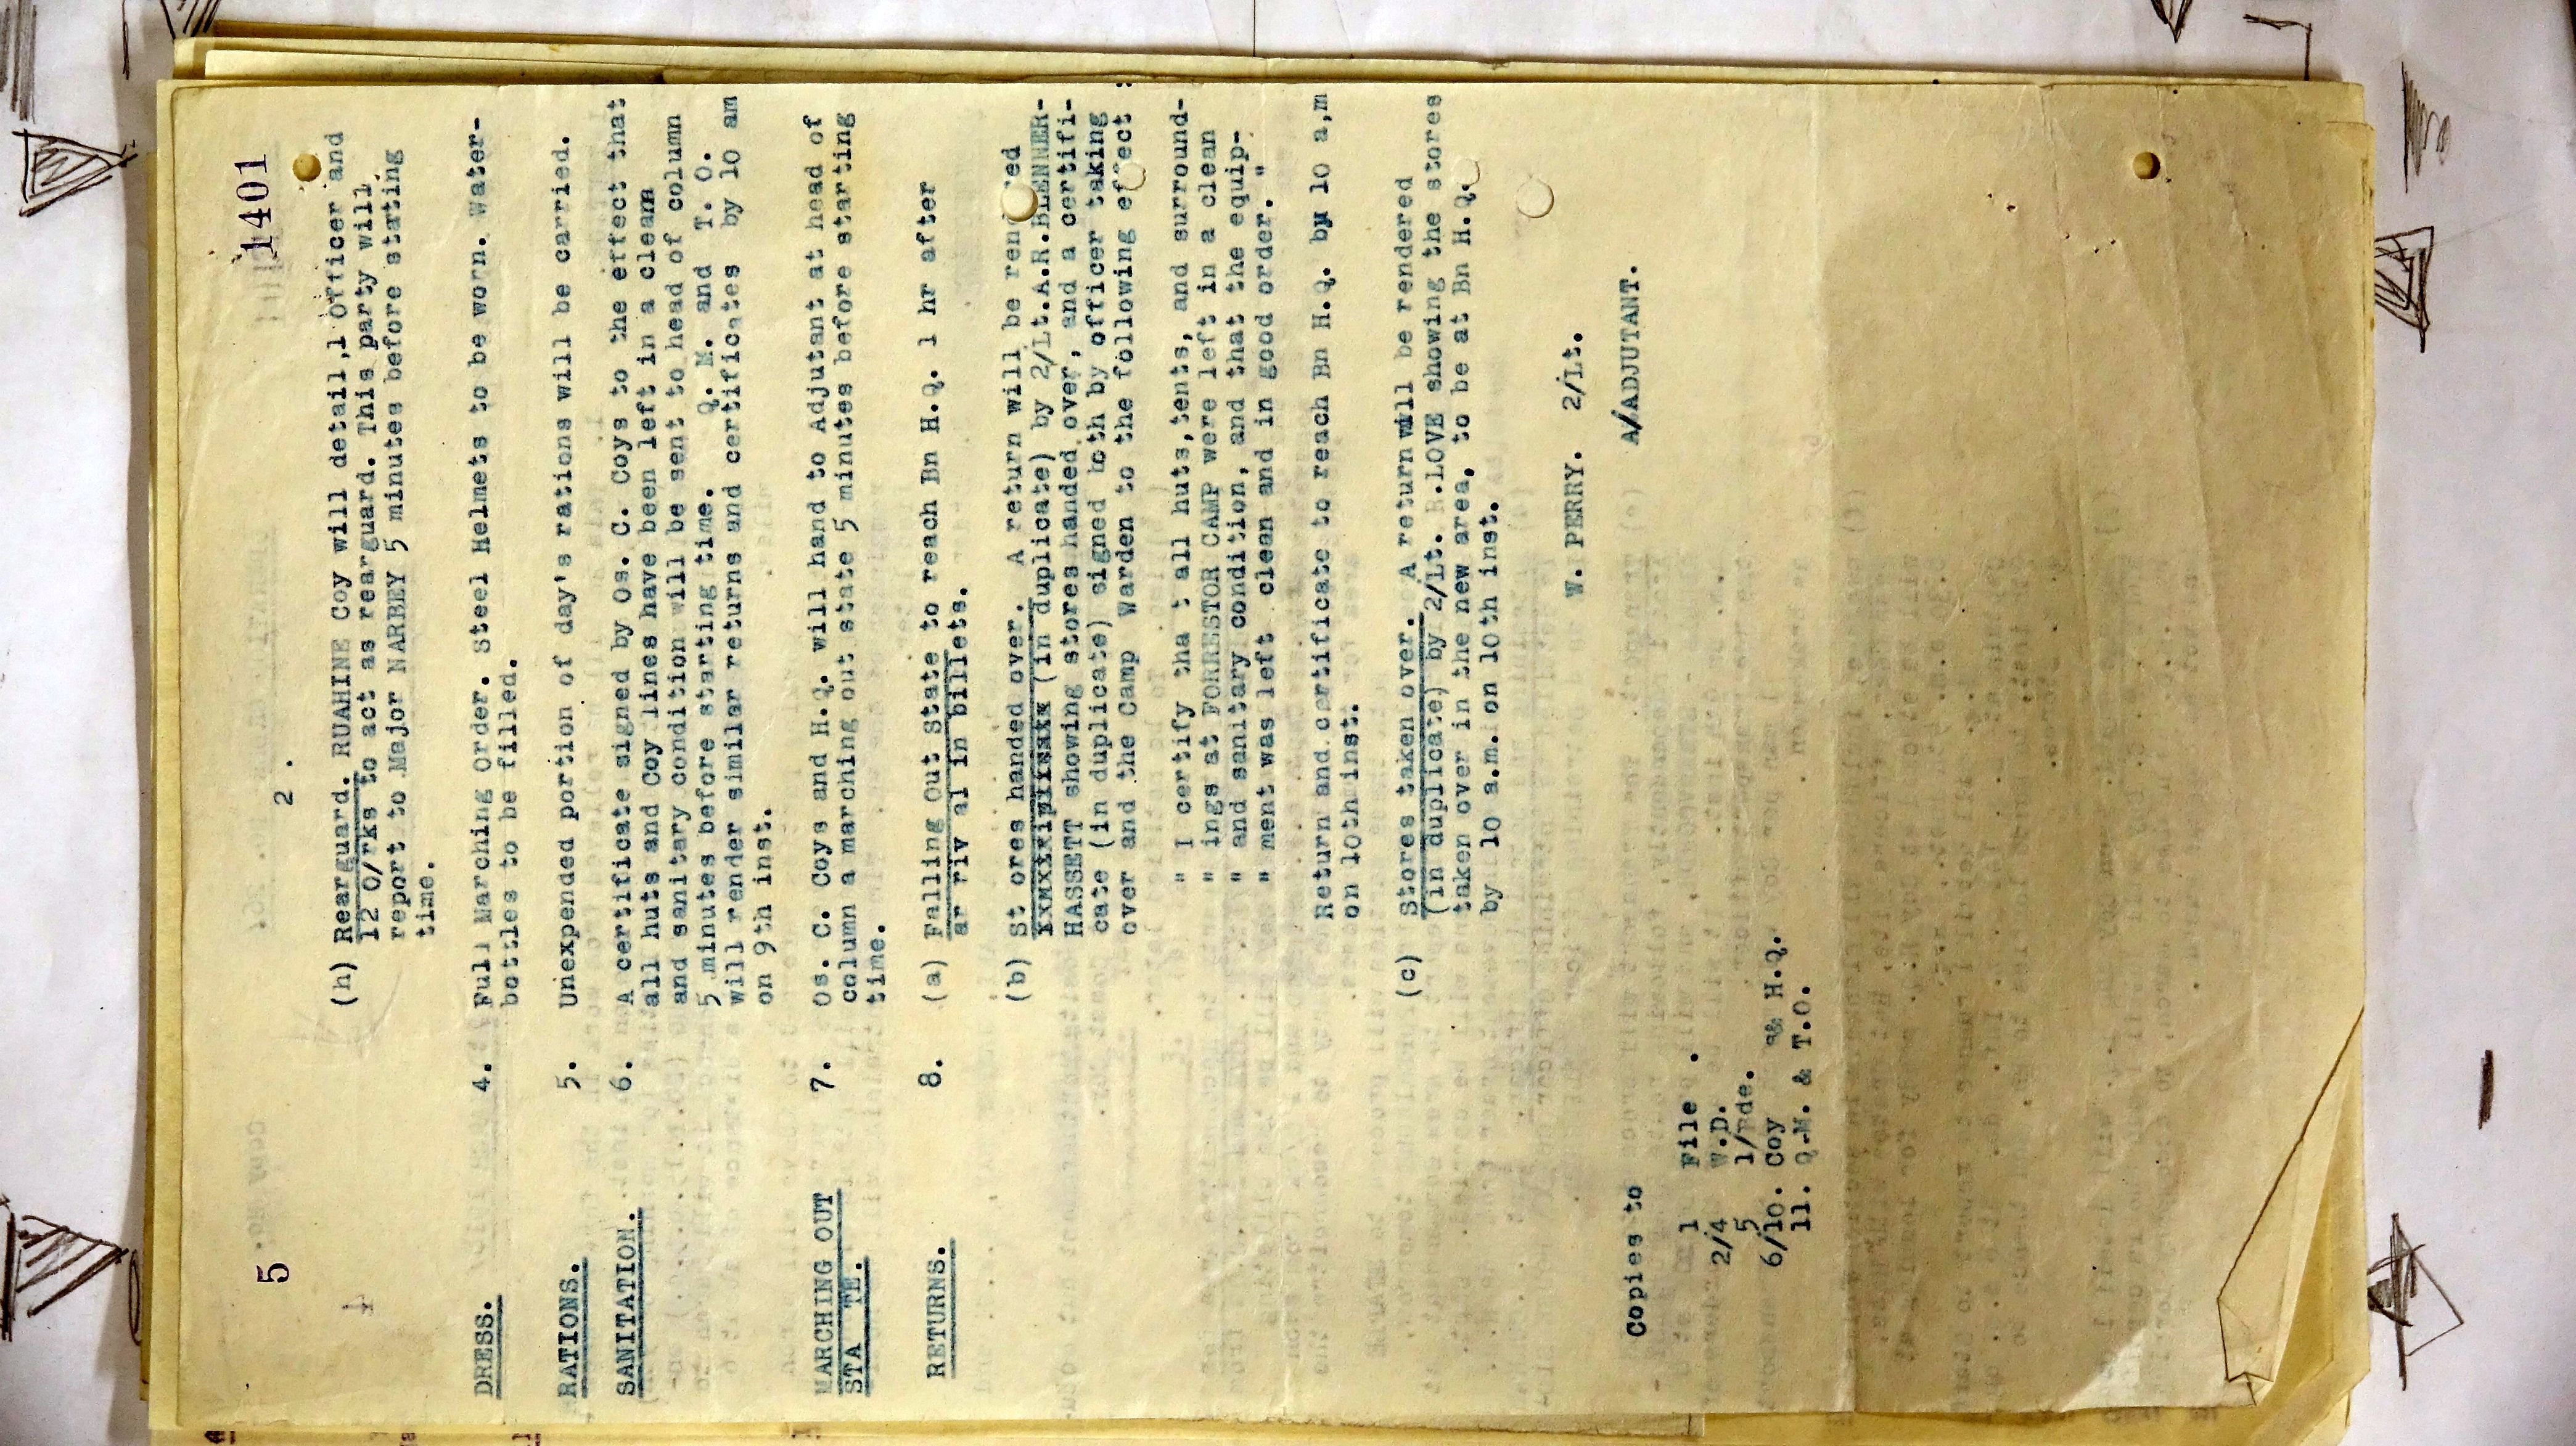 5
1401
2.
(h) Rearguard. RUAHINE Coy will detail,1 Officer and
12 O/rks to act as rearguard. This party will
report to Major NARBEY 5 minutes before starting
time.
DRESS. 4. Full Marching Order. Steel Helmets to be worn. Water-
bottles to be filled.
RATIONS. 5. Unexpended portion of day's rations will be carried.
SANITATION. 6. A certificate signed by Os. C. Coys to the effect that
all huts and Coy lines have been left in a clean
and sanitary condition will be sent to head of column
5 minutes before starting time. Q. M. and T. O.
will render similar returns and certificates by 10 am
on 9th inst.
MARCHING OUT 7. Os. C. Coys and H.Q. will hand to Adjutant at head of
STA TE. column a marching out state 5 minutes before starting
time.
RETURNS. 8. (a) Falling Out State to reach Bn H.Q. 1 hr after
ar riv al in billets.
(b) St ores handed over. A return will be rendered
(in duplicate) by 2/Lt.A.R.BLENNER-
HASSETT showing stores handed over, and a certifi-
cate (in duplicate) signed both by officer taking
over and the Camp Warden to the following effect :
" I certify tha t all huts,tents, and surround-
" ings at FORRESTOR CAMP were left in a clean
" and sanitary condition, and that the equip-
" ment was left clean and in good order. "
Return and certificate to reach Bn H.Q. by 10 a,m
on 10th inst.
(c) Stores taken over. A return will be rendered
(in duplicate) by 2/Lt. R.LOVE showing the stores
taken over in the new area, to be at Bn H.Q.
by 10 a.m. on 10th inst.
W. PERRY. 2/Lt.
A/ADJUTANT.
Copies to
1 File .
2/4 W.D.
5 1/Bde.
6/10. Coy && H.Q.
11. Q.M. & T.O.